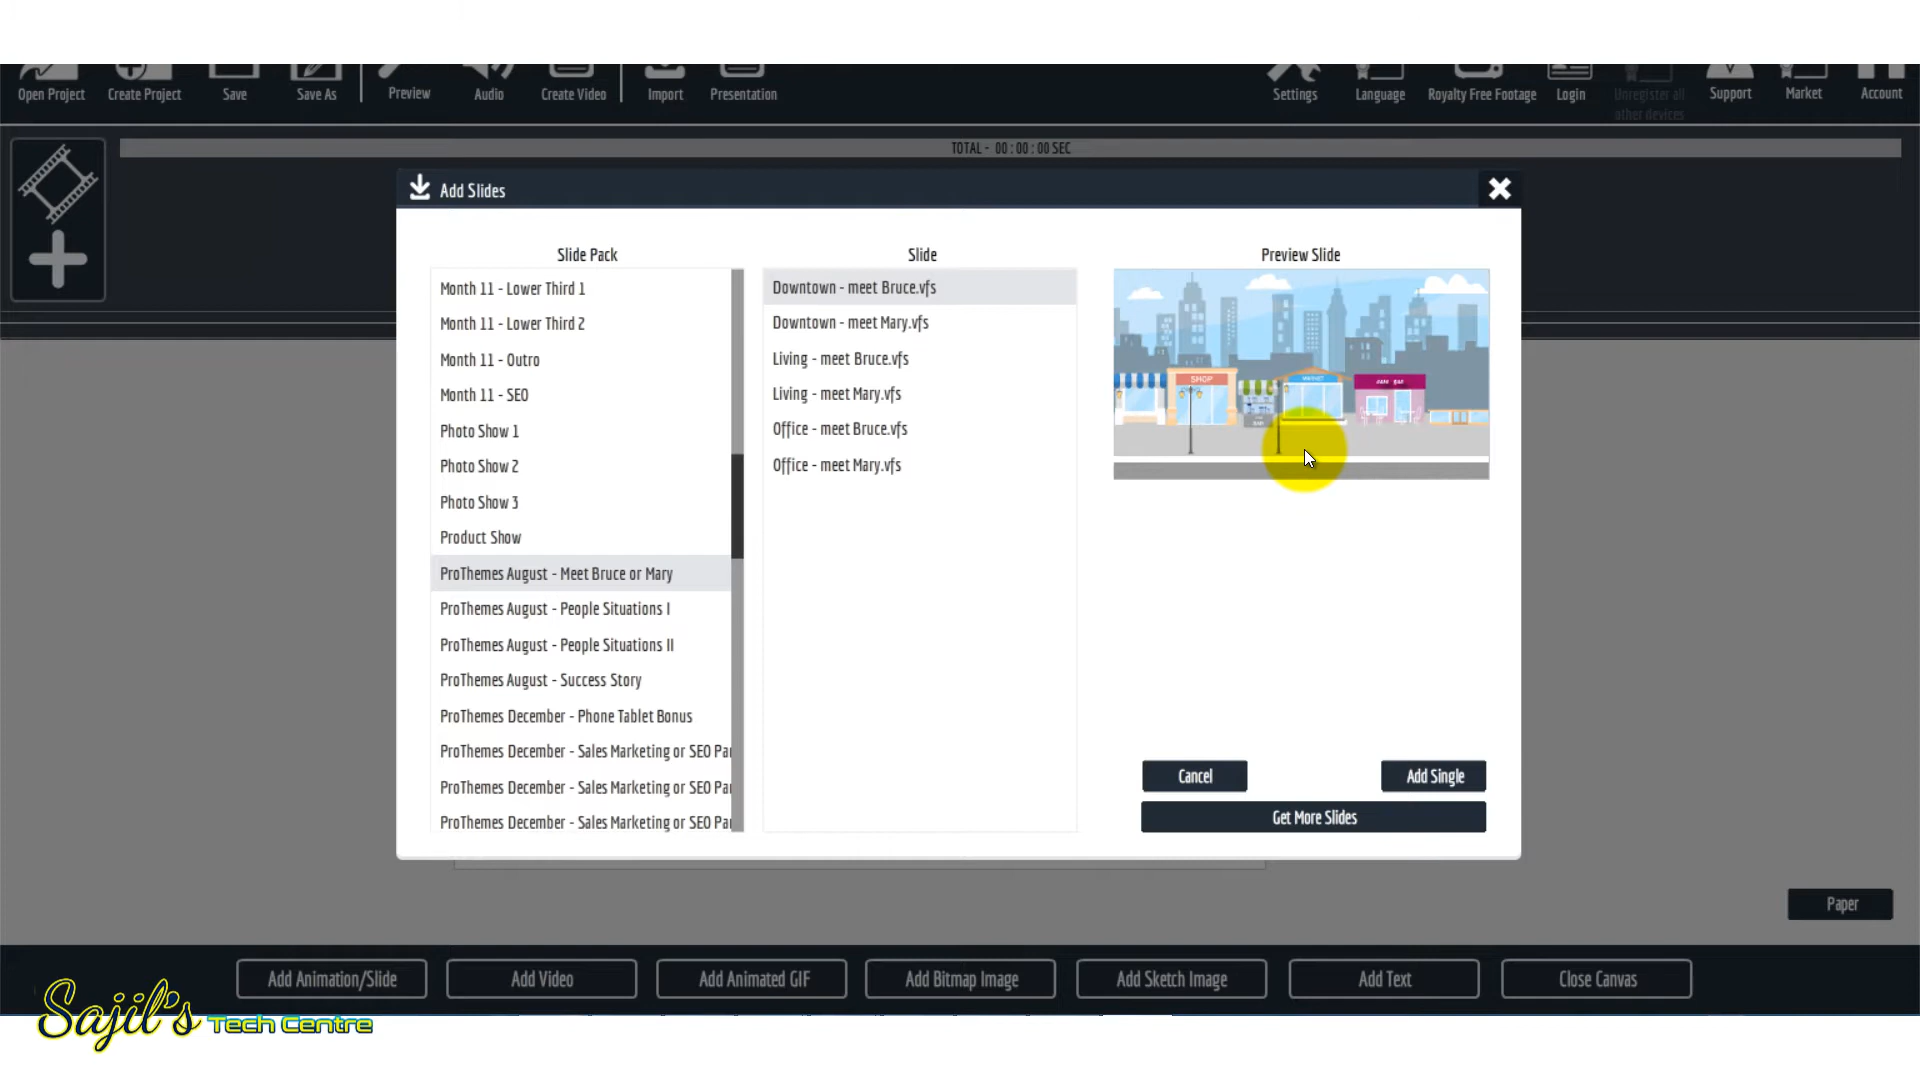 Open Project
Create Project
Save
Save As
Preview
Audio
Create Video
Import
Presentation
Settings
Language
Royalty Free Footage
Login
Unregister all
other devices
Support
Market
Account
TOTAL - 00 : 00 : 00 SEC
Add Slides
Slide Pack
Slide
Preview Slide
Month 11 - Lower Third 1
Month 11 - Lower Third 2
Month 11 - Outro
Month 11 - SEO
Photo Show 1
Photo Show 2
Photo Show 3
Product Show
ProThemes August - Meet Bruce or Mary
ProThemes August - People Situations I
ProThemes August - People Situations II
ProThemes August - Success Story
ProThemes December - Phone Tablet Bonus
ProThemes December - Sales Marketing or SEO Pa
ProThemes December - Sales Marketing or SEO Pa
ProThemes December - Sales Marketing or SEO Pa
Downtown - meet Bruce.vfs
Downtown - meet Mary.vfs
Living - meet Bruce.vfs
Living - meet Mary.vfs
Office - meet Bruce.vfs
Office - meet Mary.vfs
SHOP
MARKET
Cancel
Add Single
Get More Slides
Paper
Add Animation/Slide
Add Video
Add Animated GIF
Add Bitmap Image
Add Sketch Image
Add Text
Close Canvas
Sajil's Tech Centre